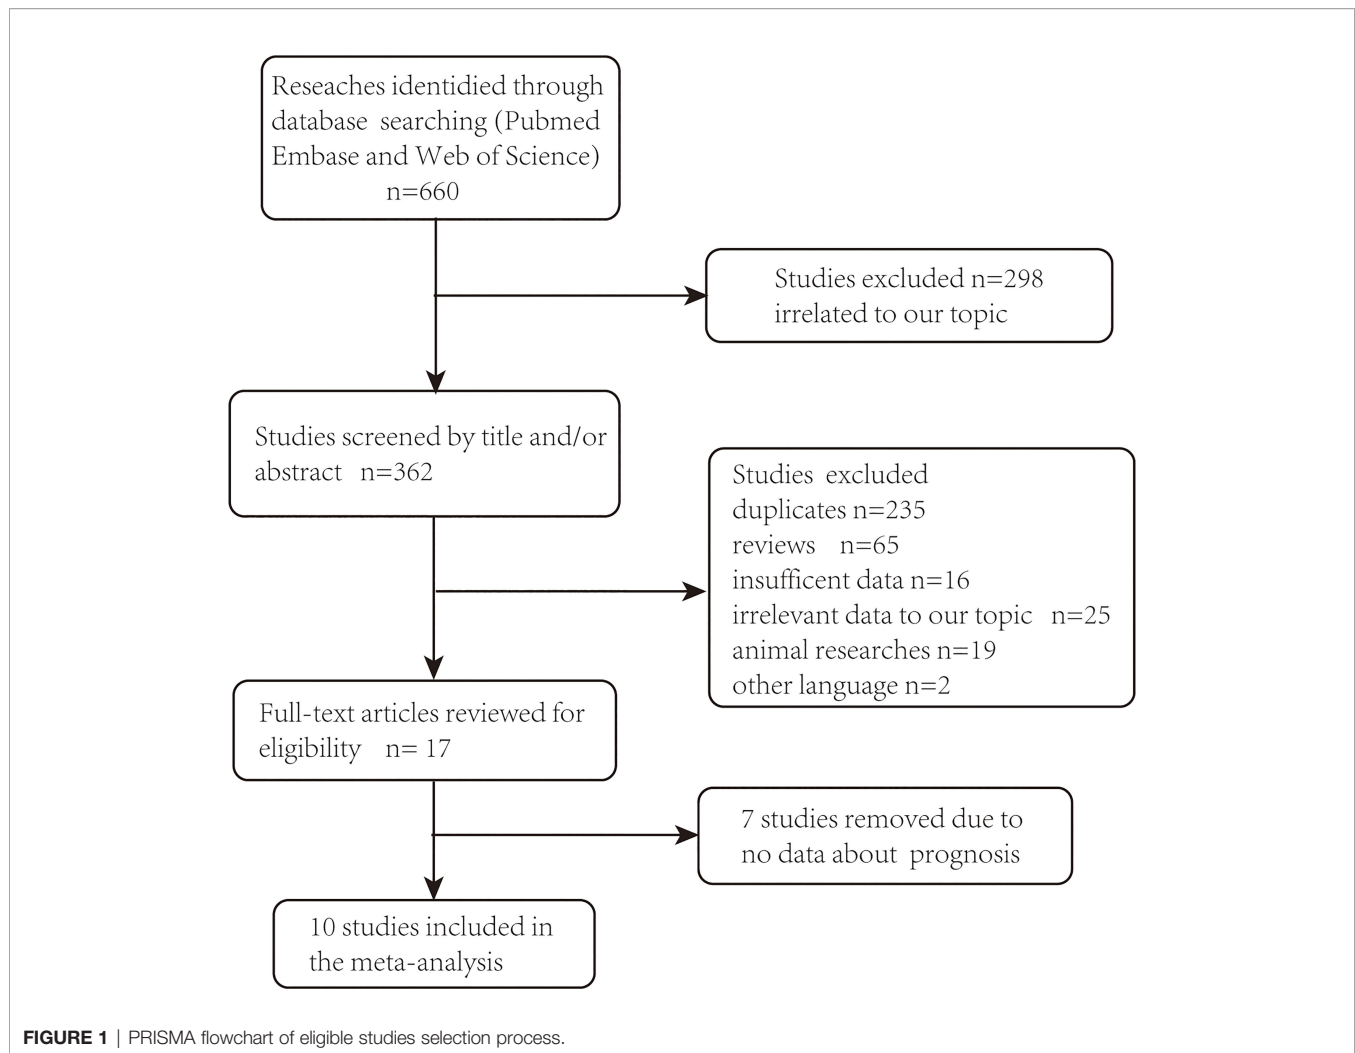 Reseaches identidied through
database searching (Pubmed
Embase and Web of Science)
n=660
Studies excluded n=298
irrelated to our topic
Studies screened by title and/or
abstract n=362
Studies excluded
duplicates n=235
reviews n=65
insufficent data n=16
irrelevant data to our topic n=25
animal researches n=19
other language n=2
Full-text articles reviewed for
eligibility n= 17
7 studies removed due to
no data about prognosis
10 studies included in
the meta-analysis
FIGURE 1 | PRISMA flowchart of eligible studies selection process.